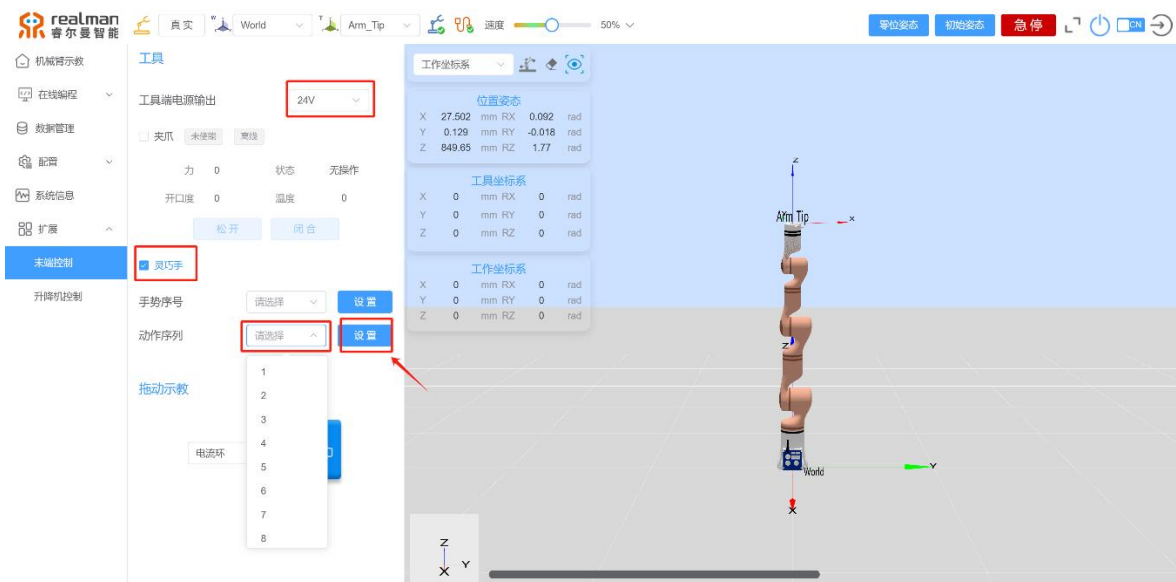 realman 睿尔曼智能 真实 World Arm_Tip 速度 50% 零位姿态 初始姿态 急停 CN
机械臂示教
在线编程
数据管理
配置
系统信息
扩展
末端控制
升降机控制
工具
工具端电源输出 24V
夹爪 未使能 离线
力 0 状态 无操作
开口度 0 温度 0
松开 闭合
灵巧手
手势序号 请选择 设置
动作序列 请选择 设置
1
2
3
4
5
6
7
8
拖动示教
电流环
工作坐标系
位置姿态
X 27.502 mm RX 0.092 rad
Y 0.129 mm RY -0.018 rad
Z 849.65 mm RZ 1.77 rad
工具坐标系
X 0 mm RX 0 rad
Y 0 mm RY 0 rad
Z 0 mm RZ 0 rad
工作坐标系
X 0 mm RX 0 rad
Y 0 mm RY 0 rad
Z 0 mm RZ 0 rad
Z
Arm Tip X
Z
World Y
X
Z
Y
X